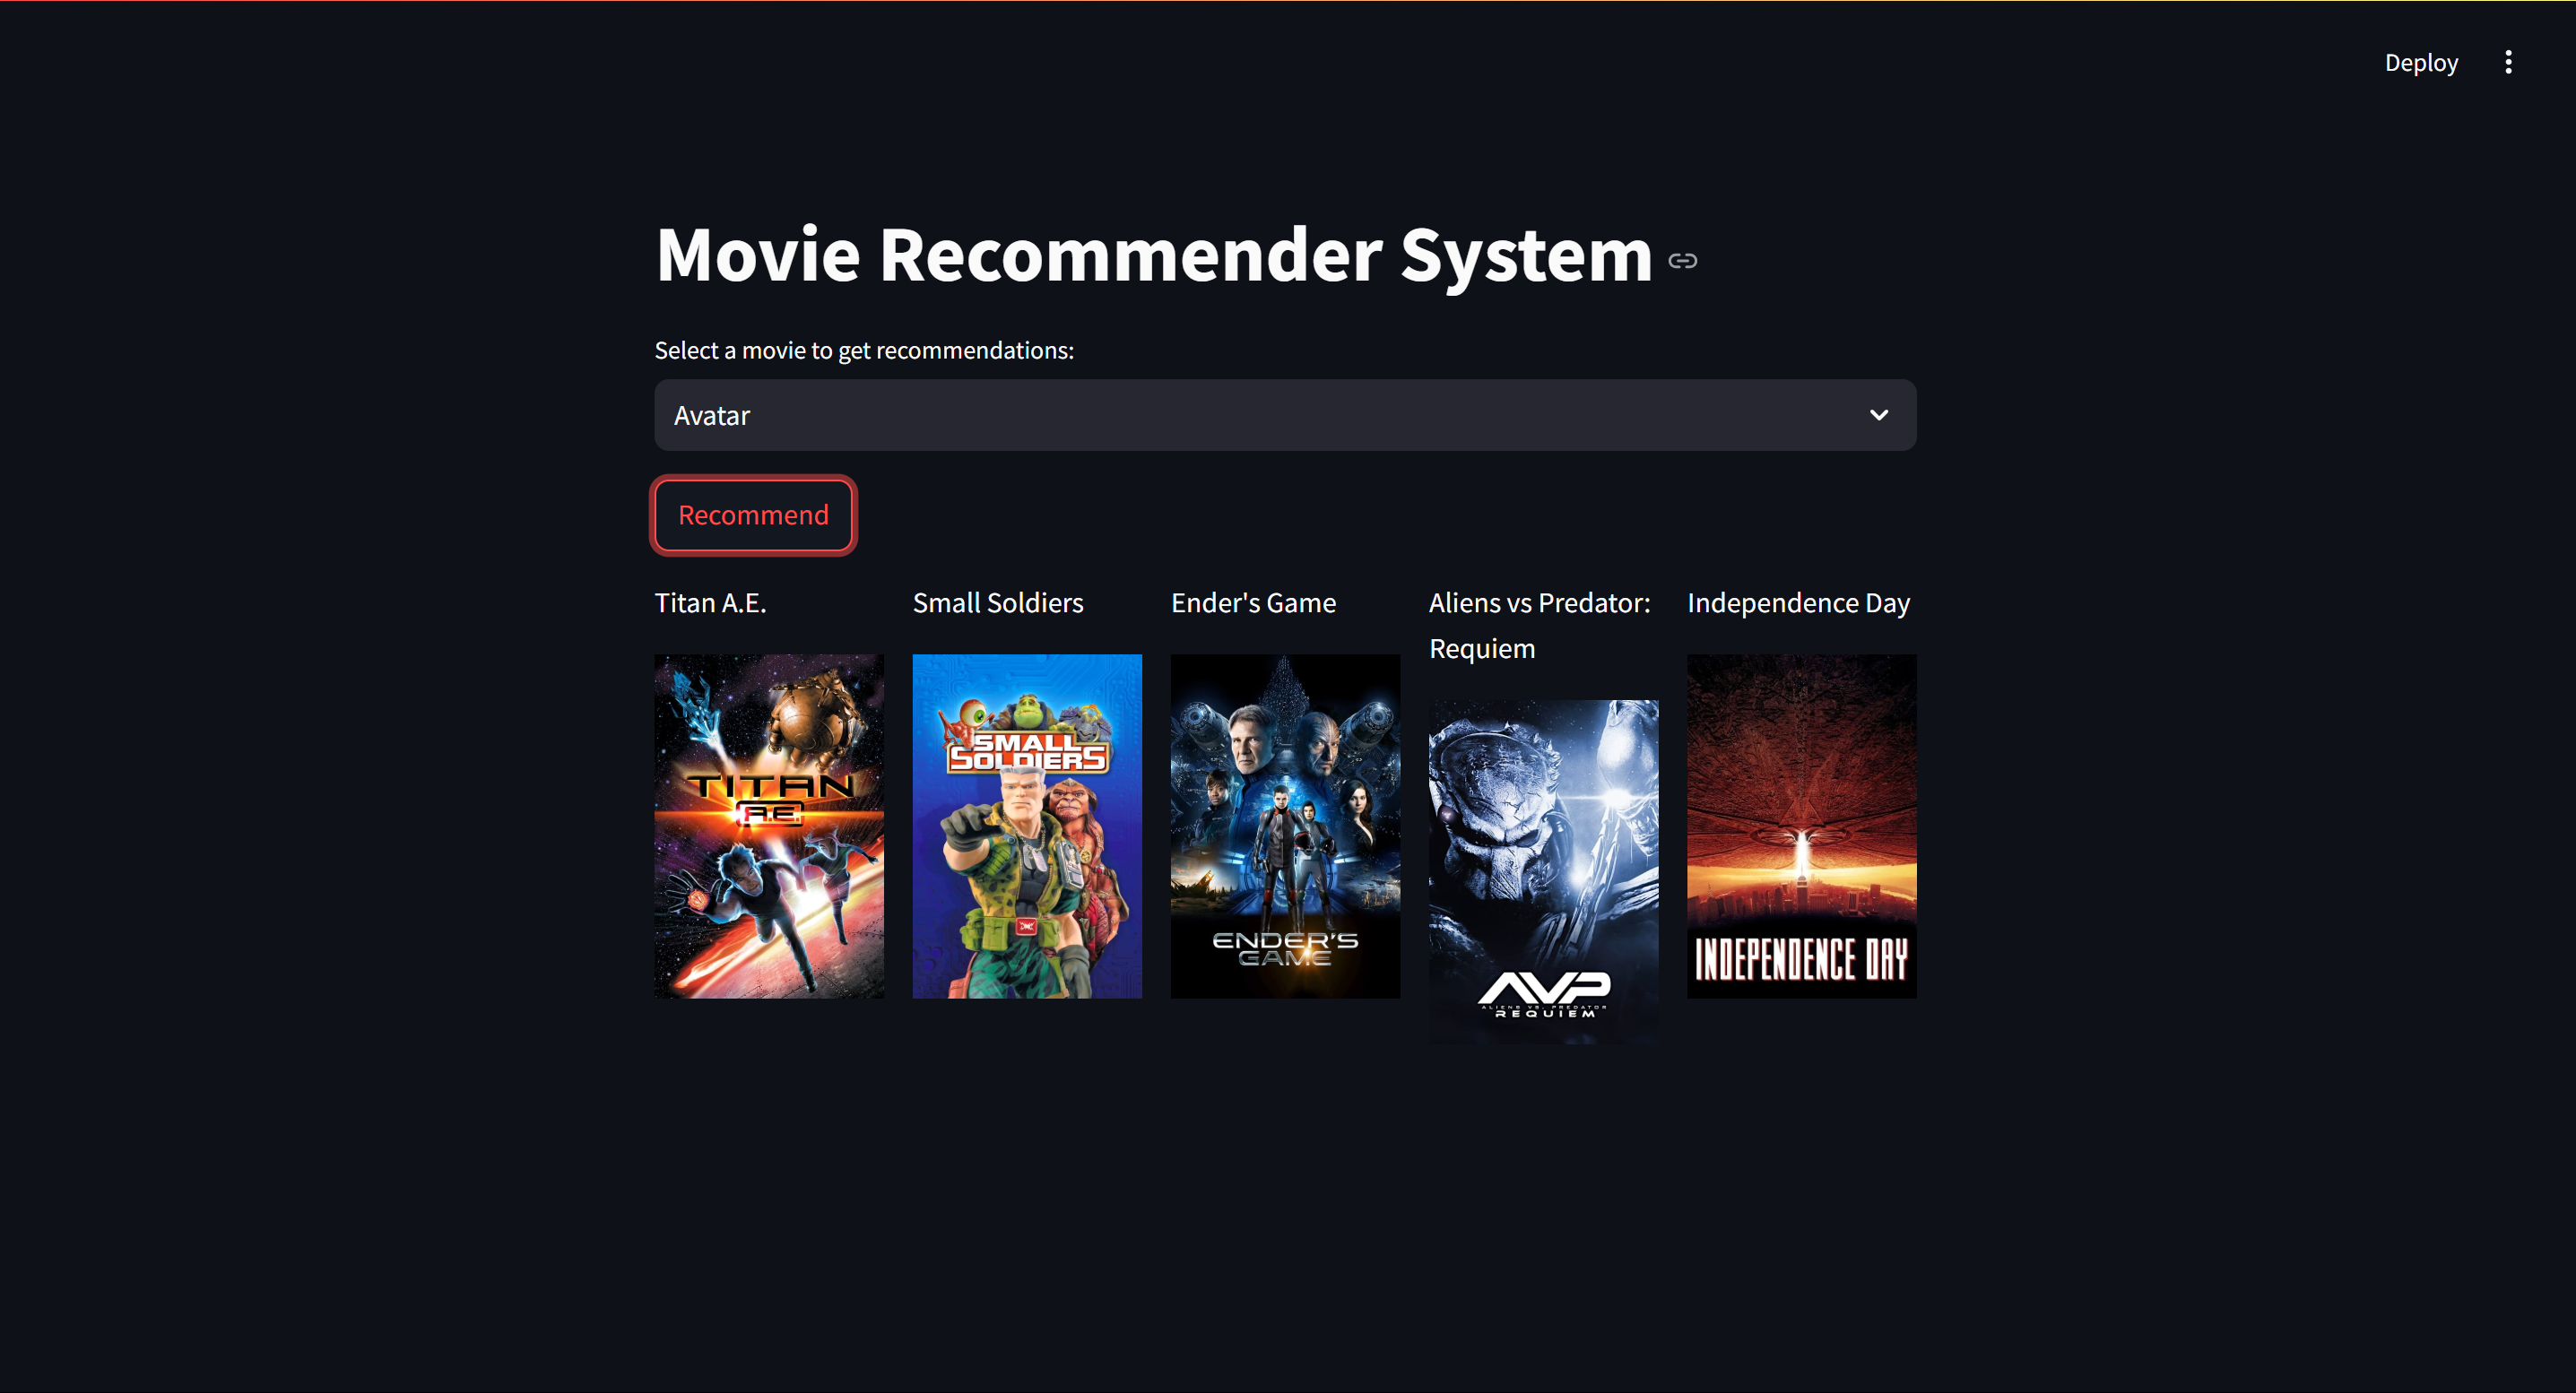 Deploy
Movie Recommender System
Select a movie to get recommendations:
Avatar
Recommend
Titan A.E.
Small Soldiers
Ender's Game
Aliens vs Predator:
Requiem
Independence Day
TITAN
A.E.
SMALL
SOLDIERS
ENDER'S
GAME
AVP
ALIENS VS. PREDATOR
REQUIEM
INDEPENDENCE DAY